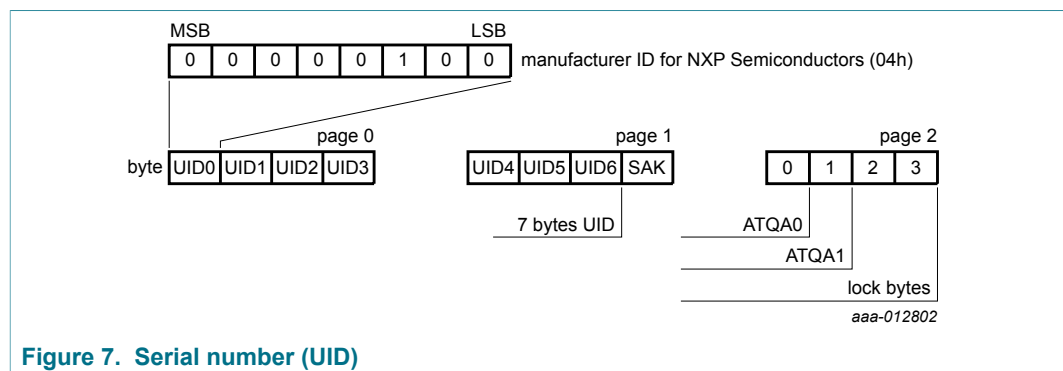 MSB LSB
0 0 0 0 0 1 0 0 manufacturer ID for NXP Semiconductors (04h)
page 0 page 1 page 2
byte UID0 UID1 UID2 UID3 UID4 UID5 UID6 SAK 0 1 2 3
7 bytes UID ATQA0
ATQA1
lock bytes
aaa-012802
Figure 7. Serial number (UID)